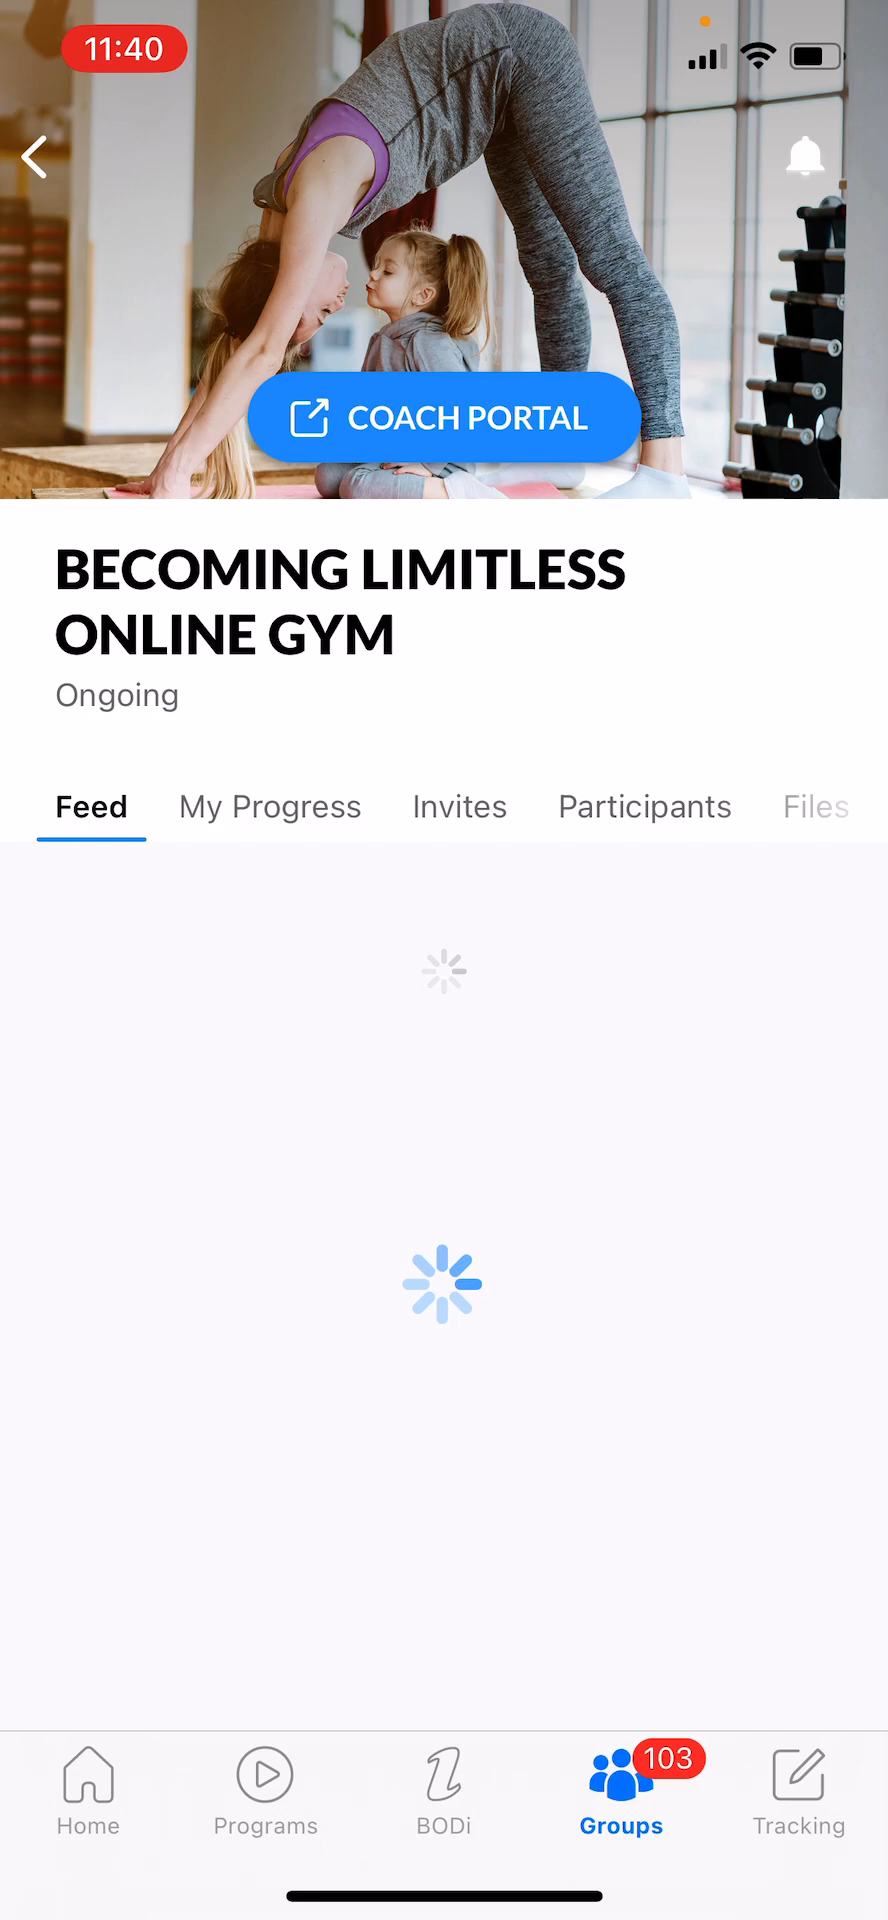 11:40
COACH PORTAL
BECOMING LIMITLESS
ONLINE GYM
Ongoing
Feed My Progress Invites Participants Files
103
Home Programs BODi Groups Tracking